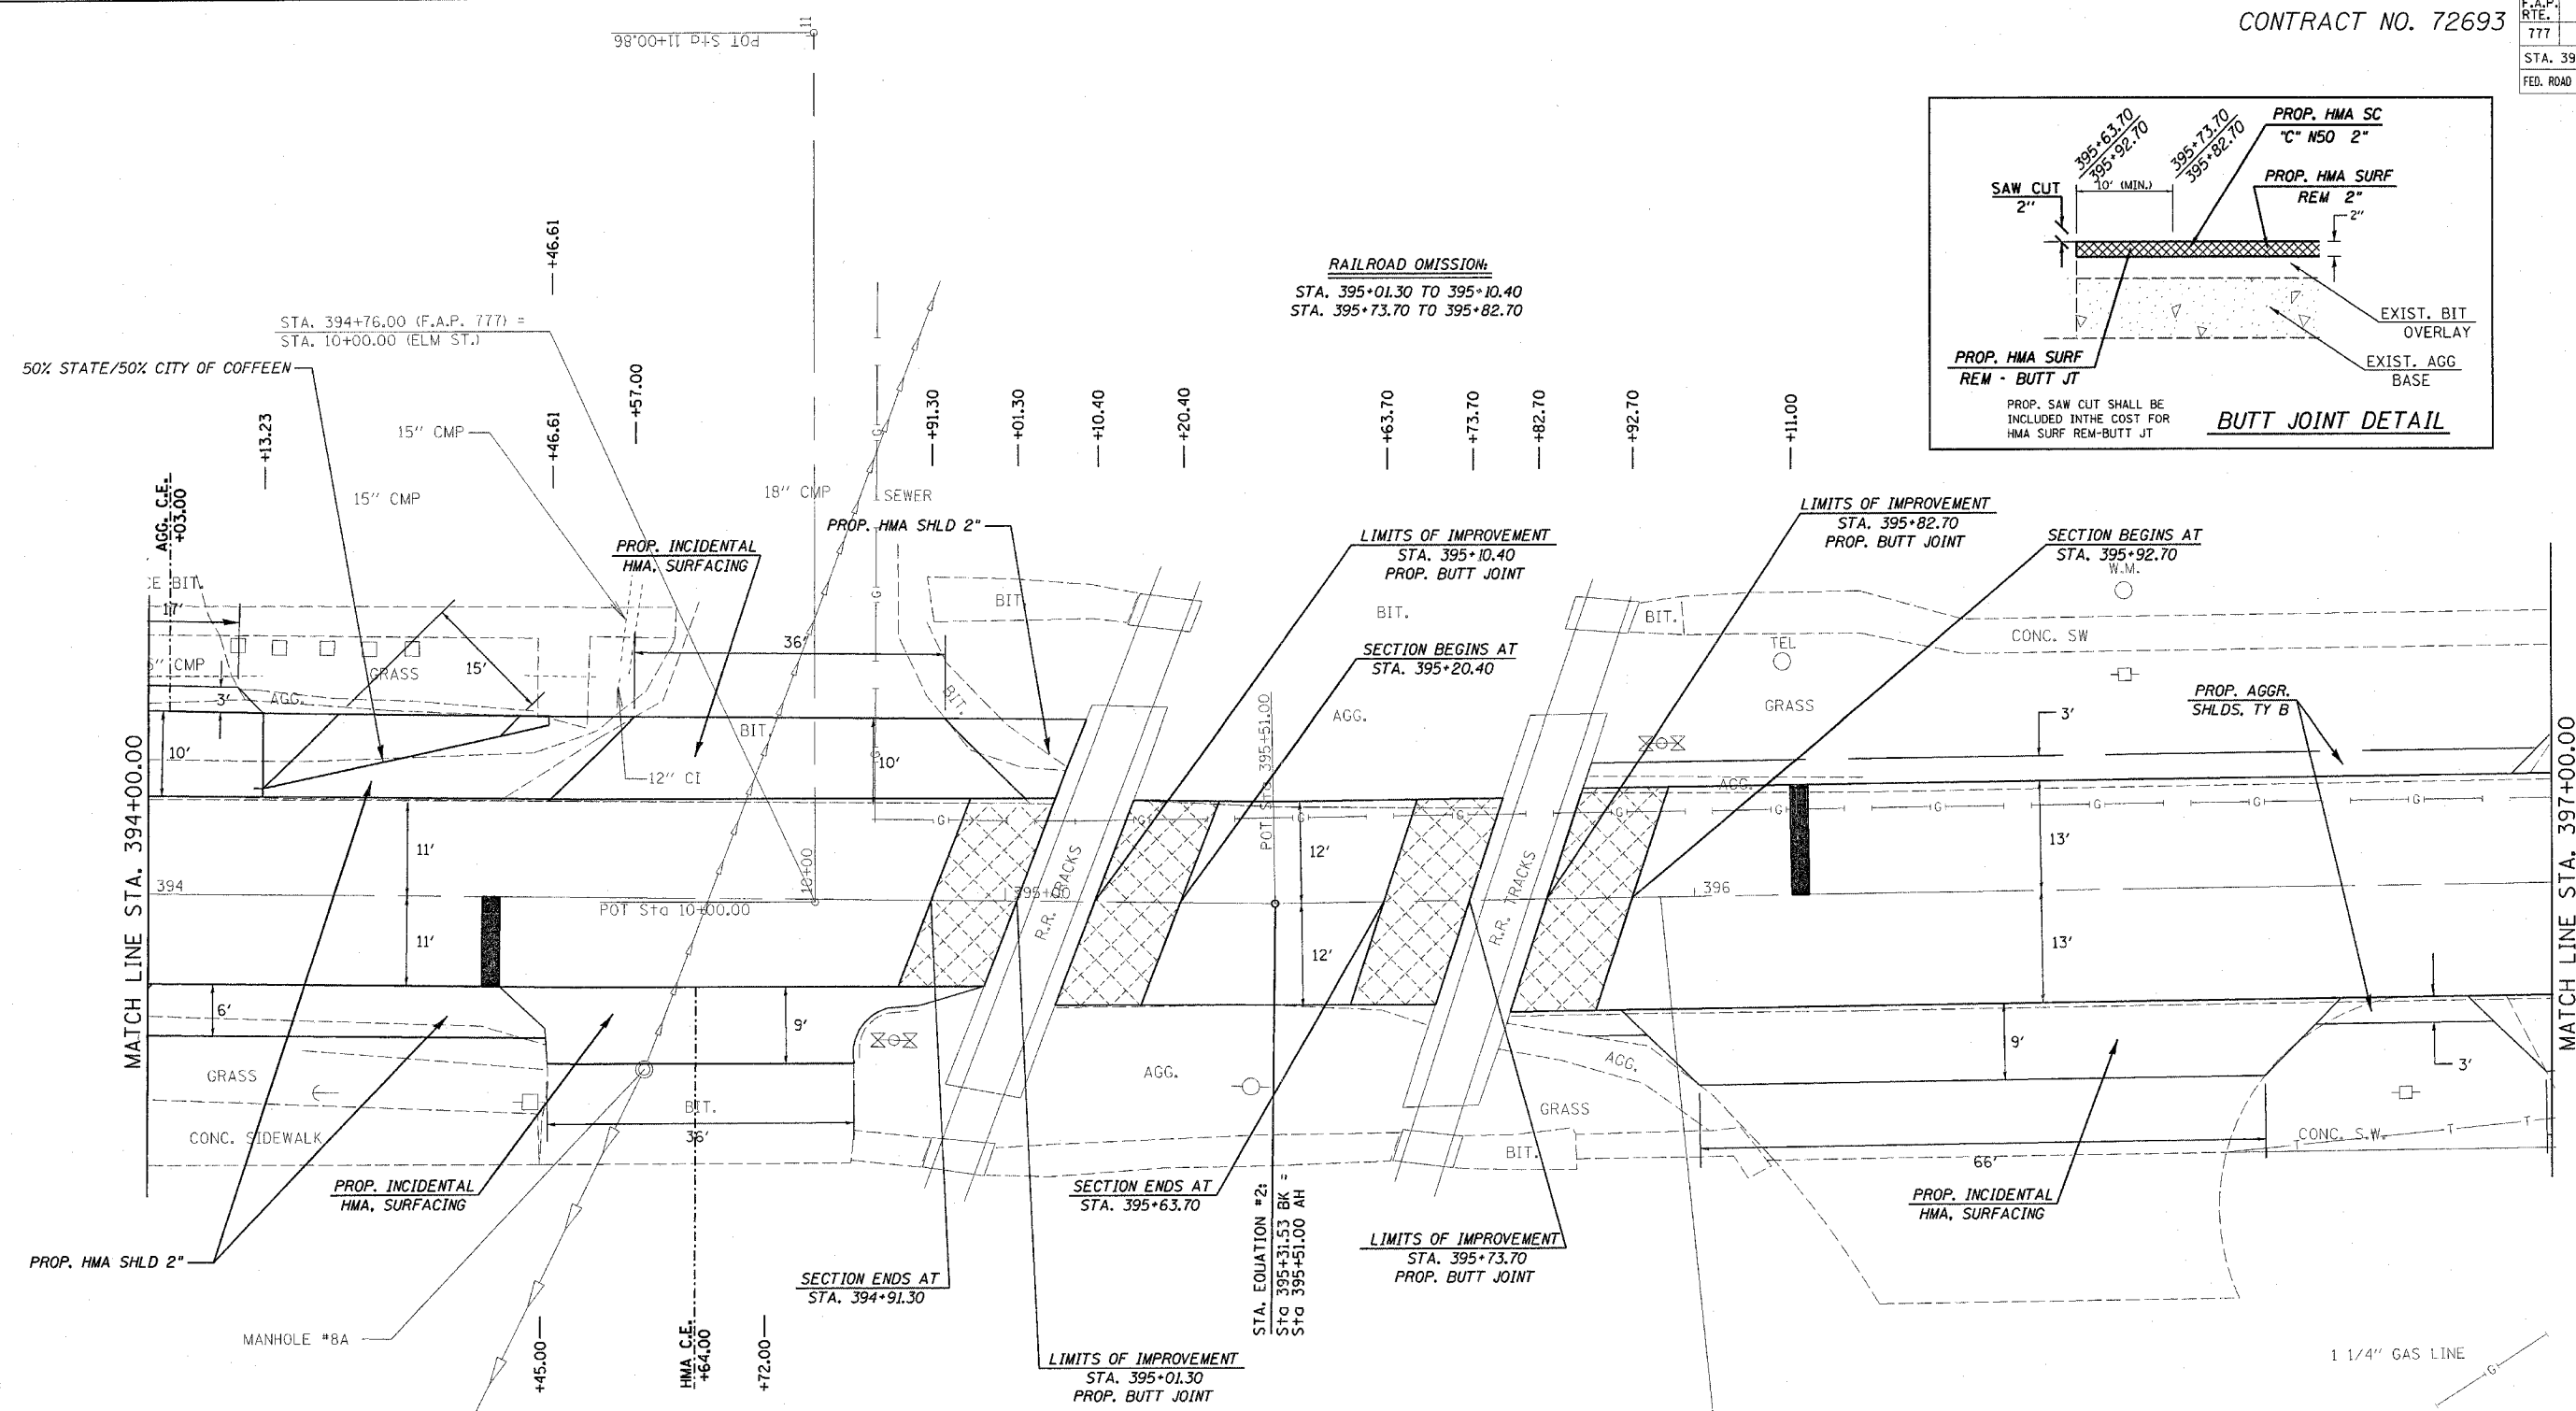 CONTRACT NO. 72693
F.A.P.
RTE.
777
STA. 39
FED. ROAD
POT Sta 11+00.86
11
395+63.70
395+92.70
395+73.70
395+82.70
PROP. HMA SC
"C" N50 2"
10' (MIN.)
SAW CUT
2"
PROP. HMA SURF
REM 2"
2"
EXIST. BIT
OVERLAY
EXIST. AGG
BASE
PROP. HMA SURF
REM - BUTT JT
PROP. SAW CUT SHALL BE
INCLUDED INTHE COST FOR
HMA SURF REM-BUTT JT
BUTT JOINT DETAIL
RAILROAD OMISSION:
STA. 395+01.30 TO 395+10.40
STA. 395+73.70 TO 395+82.70
STA. 394+76.00 (F.A.P. 777) =
STA. 10+00.00 (ELM ST.)
50% STATE/50% CITY OF COFFEEN
+46.61
+13.23
+46.61
+57.00
+91.30
+01.30
+10.40
+20.40
+63.70
+73.70
+82.70
+92.70
+11.00
15" CMP
15" CMP
18" CMP
SEWER
AGG. C.E.
+03.00
PROP. HMA SHLD 2"
PROP. INCIDENTAL
HMA, SURFACING
LIMITS OF IMPROVEMENT
STA. 395+10.40
PROP. BUTT JOINT
LIMITS OF IMPROVEMENT
STA. 395+82.70
PROP. BUTT JOINT
SECTION BEGINS AT
STA. 395+92.70
W.M.
CE BIT.
17'
BIT.
BIT.
BIT.
CONC. SW
36'
SECTION BEGINS AT
STA. 395+20.40
TEL
5" CMP
GRASS
15'
3'
AGG.
BIT.
BIT.
AGG.
GRASS
PROP. AGGR.
SHLDS, TY B
3'
10'
12" CI
10'
G
G
G
AGG.
POT Sta 395+51.00
G
G
G
G
G
G
G
G
G
G
MATCH LINE STA. 394+00.00
11'
12'
13'
MATCH LINE STA. 397+00.00
394
10+00
POT Sta 10+00.00
395+00
R.R. TRACKS
R.R. TRACKS
396
11'
12'
13'
6'
9'
9'
3'
GRASS
AGG.
AGG.
GRASS
BIT.
36'
CONC. SIDEWALK
BIT.
66'
CONC. S.W.
T
T
T
PROP. INCIDENTAL
HMA, SURFACING
SECTION ENDS AT
STA. 395+63.70
PROP. INCIDENTAL
HMA, SURFACING
PROP. HMA SHLD 2"
SECTION ENDS AT
STA. 394+91.30
STA. EQUATION #2:
Sta 395+31.53 BK =
Sta 395+51.00 AH
LIMITS OF IMPROVEMENT
STA. 395+73.70
PROP. BUTT JOINT
MANHOLE #8A
+45.00
HMA C.E.
+64.00
+72.00
LIMITS OF IMPROVEMENT
STA. 395+01.30
PROP. BUTT JOINT
1 1/4" GAS LINE
G